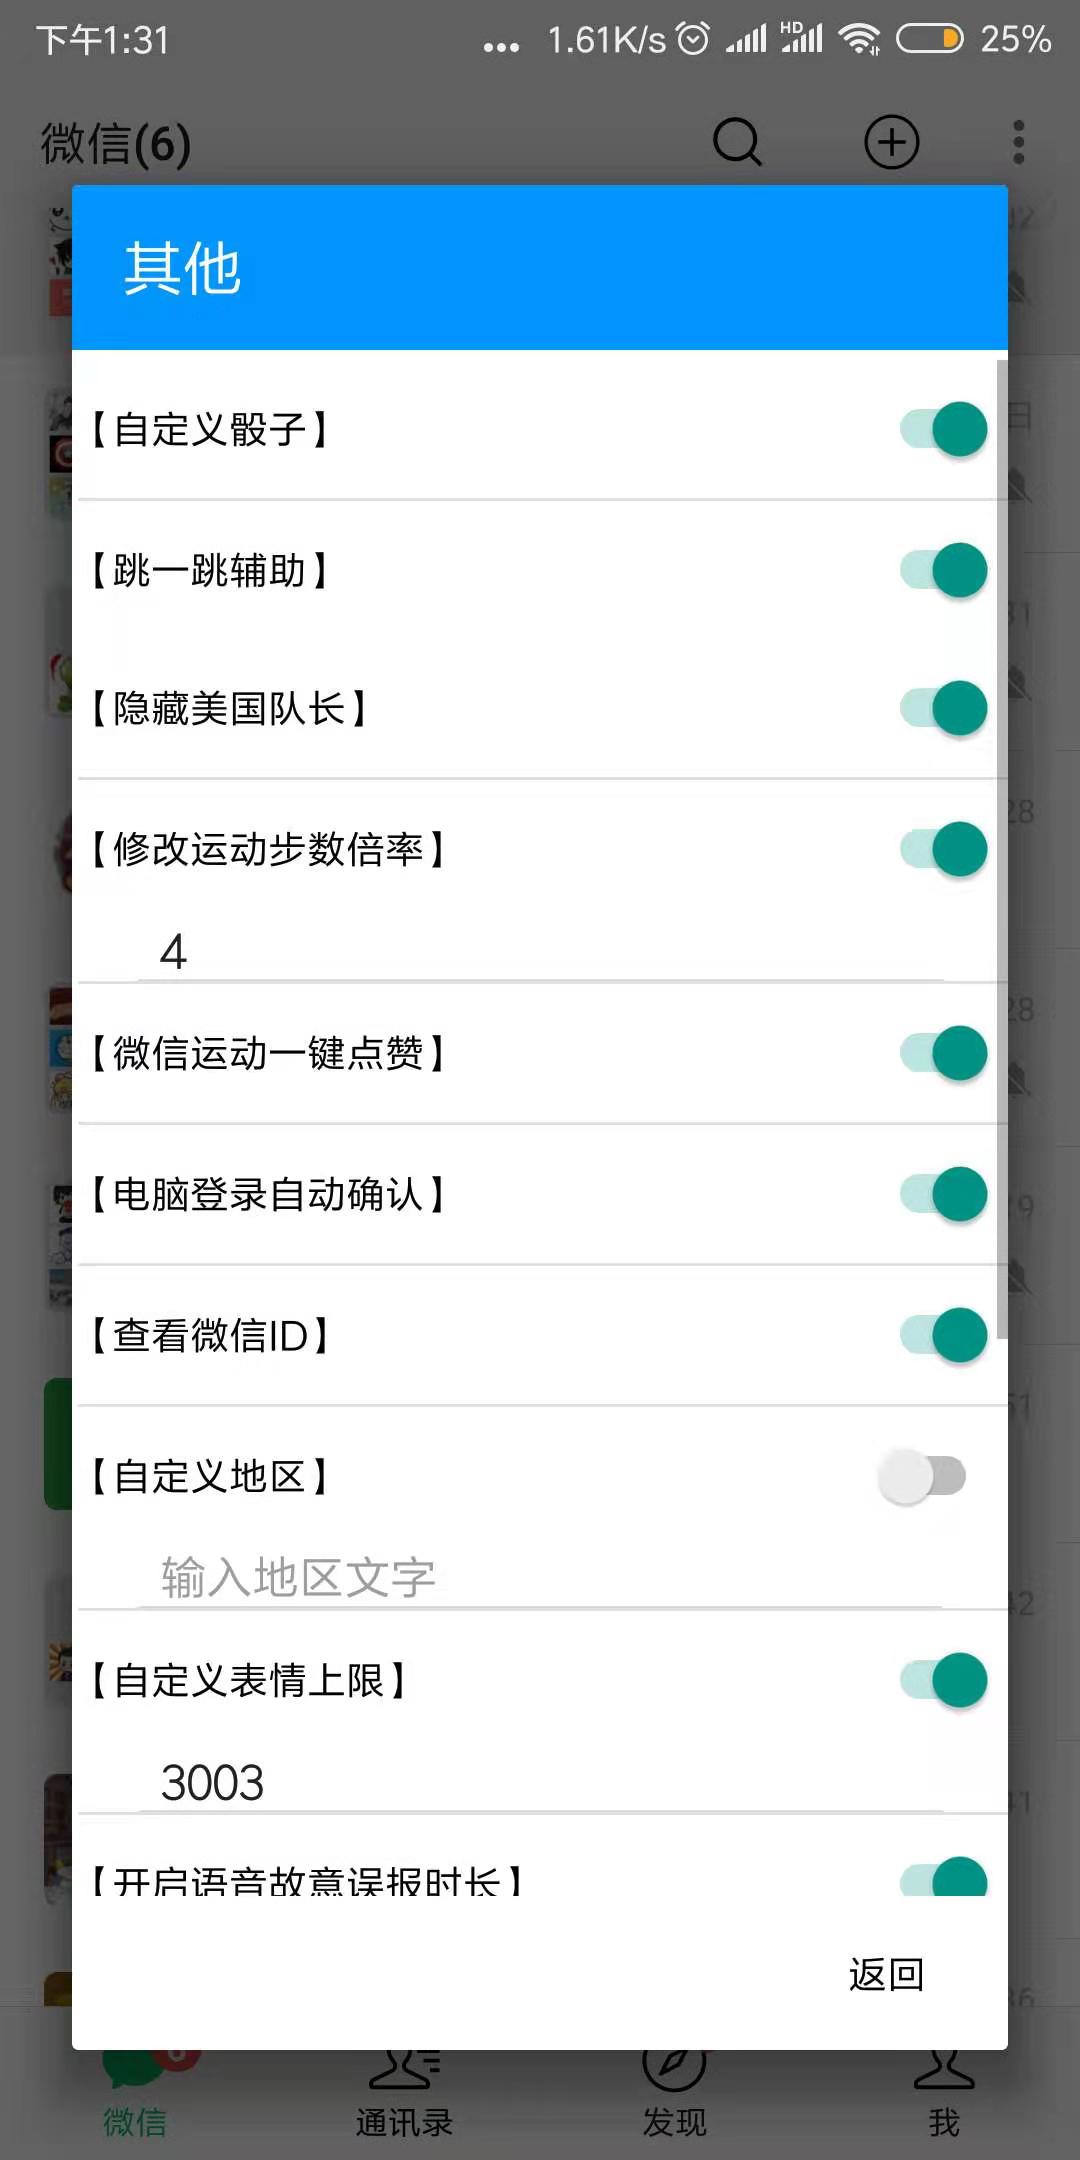 下午1:31
... 1.61K/s HD 25%
微信(6)
其他
【自定义骰子】
【跳一跳辅助】
【隐藏美国队长】
【修改运动步数倍率】
4
【微信运动一键点赞】
【电脑登录自动确认】
【查看微信ID】
【自定义地区】
输入地区文字
【自定义表情上限】
3003
【开启语音故意误报时长】
返回
微信
通讯录
发现
我